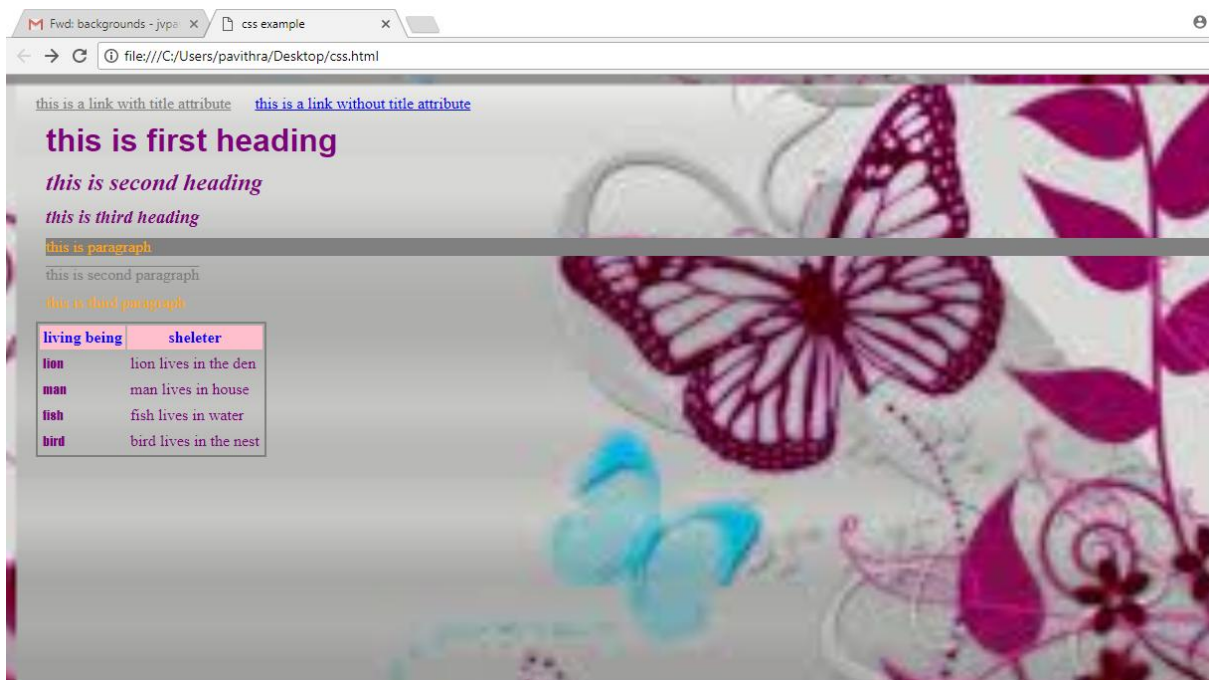 Fwd: backgrounds - jvpa
css example
file:///C:/Users/pavithra/Desktop/css.html
this is a link with title attribute this is a link without title attribute
this is first heading
this is second heading
this is third heading
this is paragraph
this is second paragraph
this is third paragraph
living being sheleter
lion lion lives in the den
man man lives in house
fish fish lives in water
bird bird lives in the nest